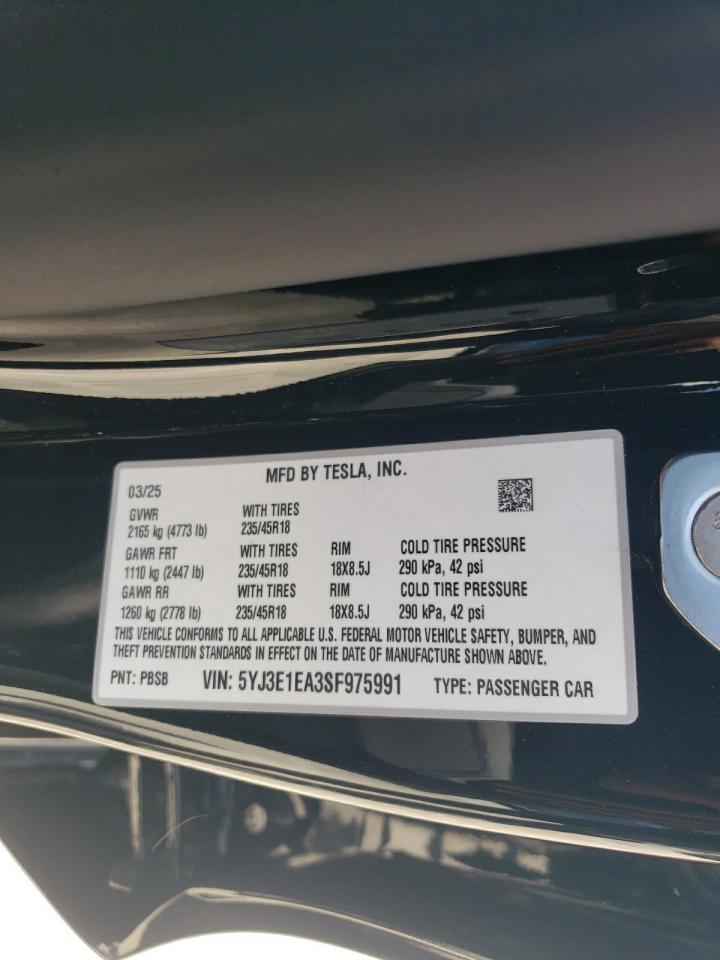 MFD BY TESLA, INC.
03/25
GVWR WITH TIRES
2165 kg (4773 lb) 235/45R18
GAWR FRT WITH TIRES RIM COLD TIRE PRESSURE
1110 kg (2447 lb) 235/45R18 18X8.5J 290 kPa, 42 psi
GAWR RR WITH TIRES RIM COLD TIRE PRESSURE
1260 kg (2778 lb) 235/45R18 18X8.5J 290 kPa, 42 psi
THIS VEHICLE CONFORMS TO ALL APPLICABLE U.S. FEDERAL MOTOR VEHICLE SAFETY, BUMPER, AND
THEFT PREVENTION STANDARDS IN EFFECT ON THE DATE OF MANUFACTURE SHOWN ABOVE.
PNT: PBSB VIN: 5YJ3E1EA3SF975991 TYPE: PASSENGER CAR